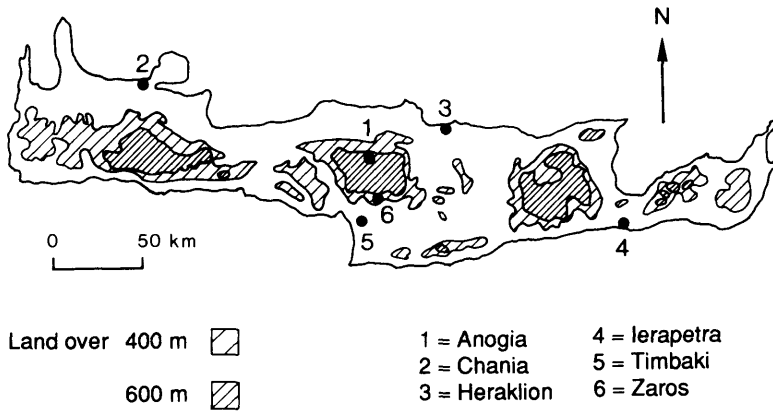 N
2
3
1
6
5
4
0 50 km
Land over 400 m
600 m
1 = Anogia
2 = Chania
3 = Heraklion
4 = Ierapetra
5 = Timbaki
6 = Zaros